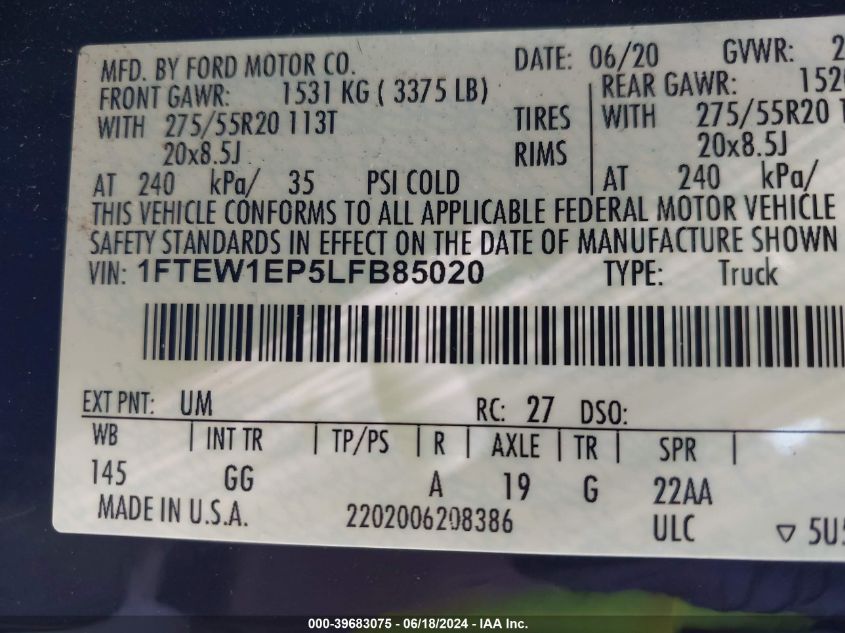 MFD. BY FORD MOTOR CO. DATE: 06/20 GVWR: 2
FRONT GAWR: 1531 KG ( 3375 LB) REAR GAWR: 1520
WITH 275/55R20 113T TIRES WITH 275/55R20 1
20x8.5J RIMS 20x8.5J
AT 240 kPa/ 35 PSI COLD AT 240 kPa/
THIS VEHICLE CONFORMS TO ALL APPLICABLE FEDERAL MOTOR VEHICLE
SAFETY STANDARDS IN EFFECT ON THE DATE OF MANUFACTURE SHOWN
VIN: 1FTEW1EP5LFB85020 TYPE: Truck
EXT PNT: UM RC: 27 DSO:
WB INT TR TP/PS R AXLE TR SPR
145 GG A 19 G 22AA
MADE IN U.S.A. 2202006208386 ULC ▽ 5U5
000-39683075 - 06/18/2024 - IAA Inc.